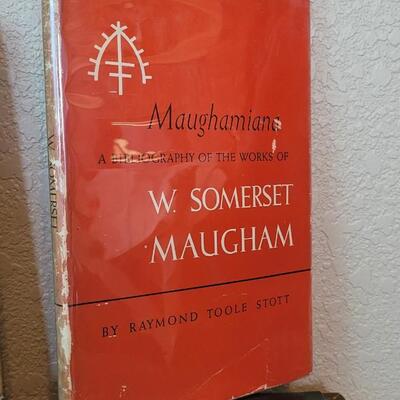 Maughamiana
A BIBLIOGRAPHY OF THE WORKS OF
W. SOMERSET
MAUGHAM
BY RAYMOND TOOLE STOTT
W. SOMERSET